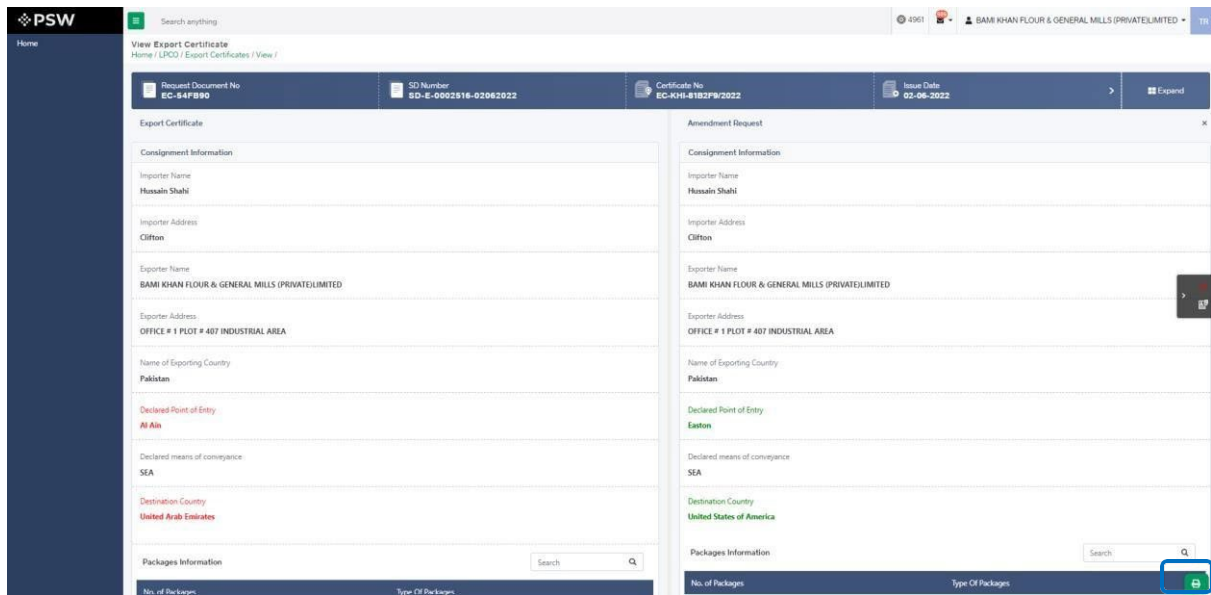 PSW
Search anything
4961
BAMI KHAN FLOUR & GENERAL MILLS (PRIVATE)LIMITED
TR
Home
View Export Certificate
Home / LPCO / Export Certificates / View /
Request Document No
EC-54FB90
SD Number
SD-E-0002516-02062022
Certificate No
EC-KHI-81B2F9/2022
Issue Date
02-06-2022
Expand
Export Certificate
Consignment Information
Importer Name
Hussain Shahi
Importer Address
Clifton
Exporter Name
BAMI KHAN FLOUR & GENERAL MILLS (PRIVATE)LIMITED
Exporter Address
OFFICE # 1 PLOT # 407 INDUSTRIAL AREA
Name of Exporting Country
Pakistan
Declared Point of Entry
Al Ain
Declared means of conveyance
SEA
Destination Country
United Arab Emirates
Packages Information
Search
No. of Packages
Type Of Packages
Amendment Request
Consignment Information
Importer Name
Hussain Shahi
Importer Address
Clifton
Exporter Name
BAMI KHAN FLOUR & GENERAL MILLS (PRIVATE)LIMITED
Exporter Address
OFFICE # 1 PLOT # 407 INDUSTRIAL AREA
Name of Exporting Country
Pakistan
Declared Point of Entry
Easton
Declared means of conveyance
SEA
Destination Country
United States of America
Packages Information
Search
No. of Packages
Type Of Packages